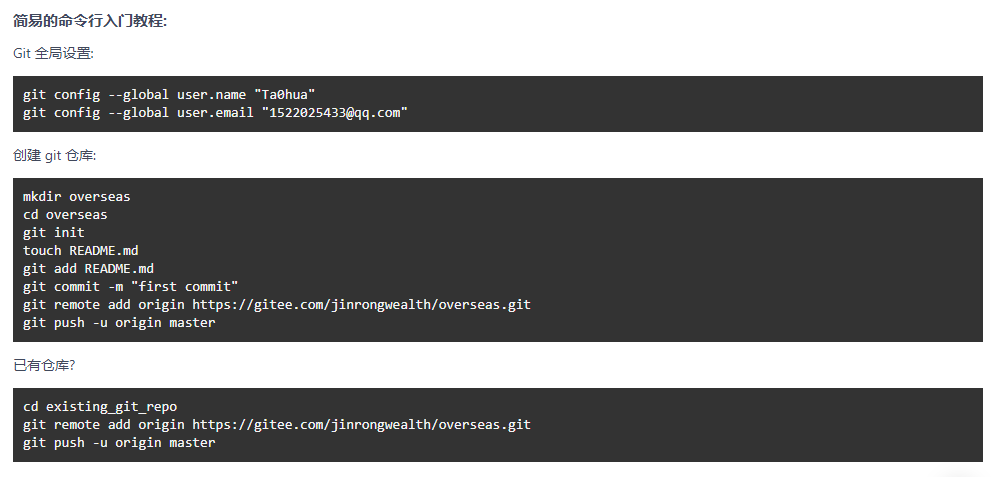 简易的命令行入门教程:
Git 全局设置:
git config --global user.name "Ta0hua"
git config --global user.email "1522025433@qq.com"
创建 git 仓库:
mkdir overseas
cd overseas
git init
touch README.md
git add README.md
git commit -m "first commit"
git remote add origin https://gitee.com/jinrongwealth/overseas.git
git push -u origin master
已有仓库?
cd existing_git_repo
git remote add origin https://gitee.com/jinrongwealth/overseas.git
git push -u origin master